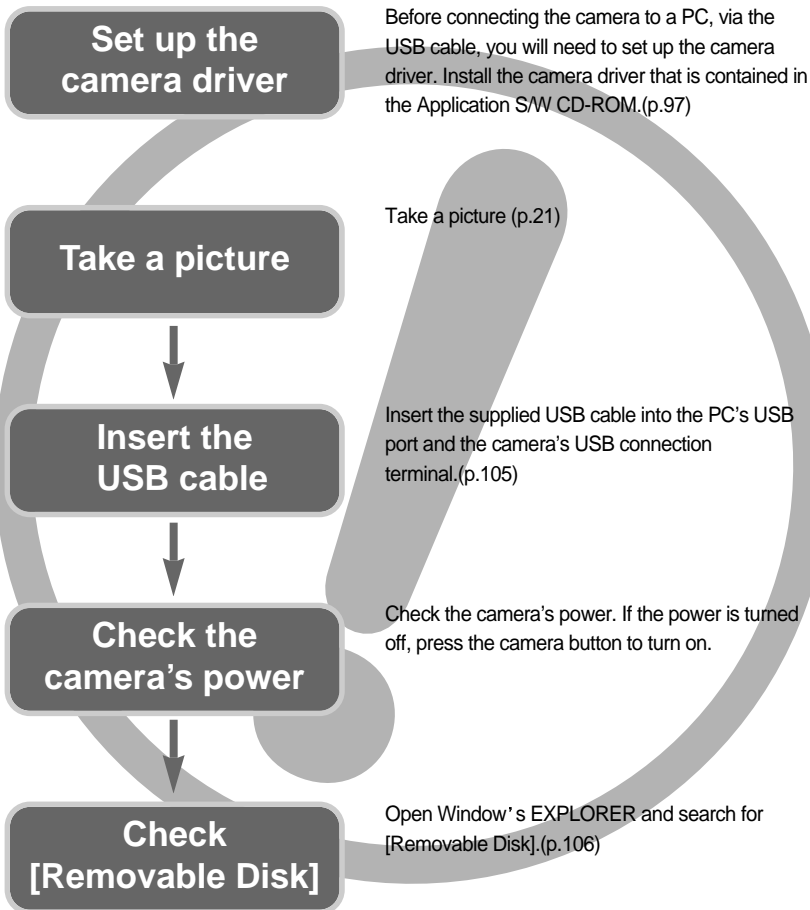 Set up the
camera driver
Before connecting the camera to a PC, via the
USB cable, you will need to set up the camera
driver. Install the camera driver that is contained in
the Application S/W CD-ROM.(p.97)
Take a picture
Take a picture (p.21)
Insert the
USB cable
Insert the supplied USB cable into the PC's USB
port and the camera's USB connection
terminal.(p.105)
Check the
camera's power
Check the camera's power. If the power is turned
off, press the camera button to turn on.
Check
[Removable Disk]
Open Window's EXPLORER and search for
[Removable Disk].(p.106)